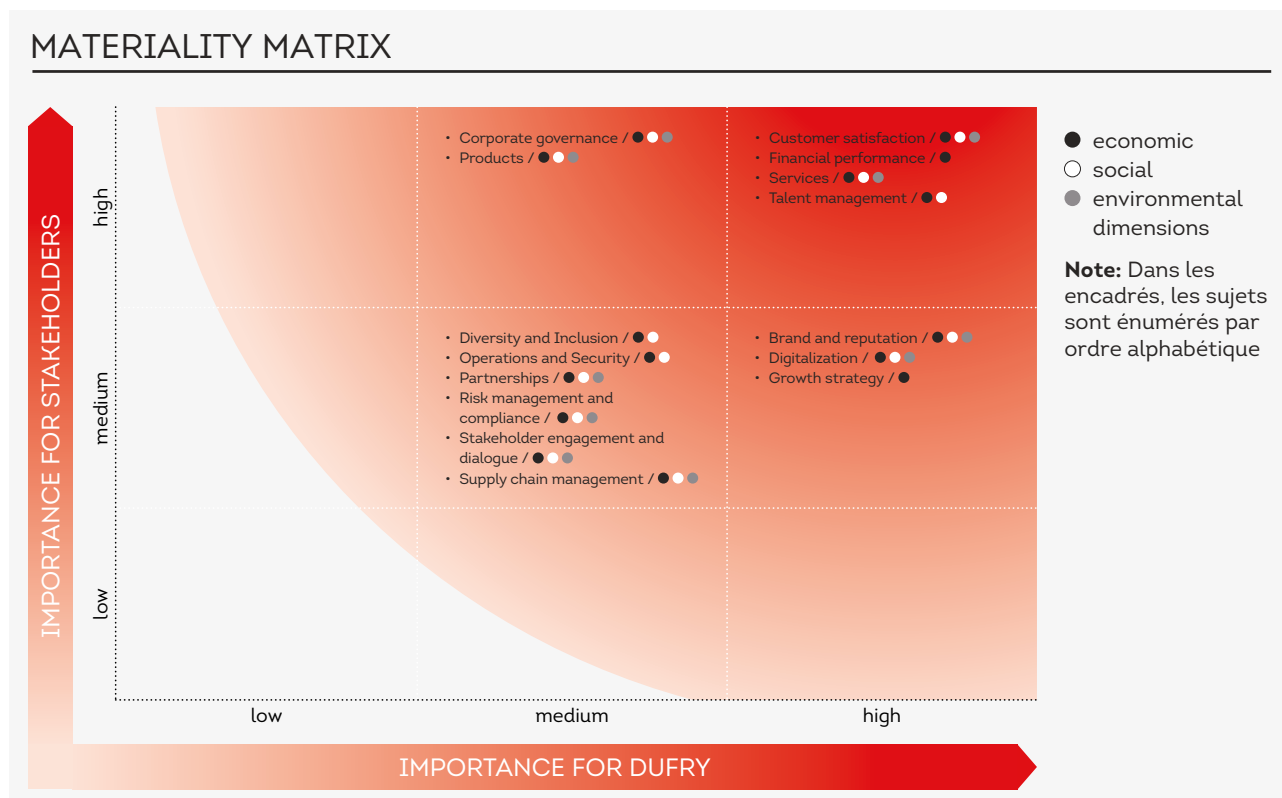 MATERIALITY MATRIX
IMPORTANCE FOR STAKEHOLDERS
high
medium
low
• Corporate governance /
• Products /
• Customer satisfaction /
• Financial performance /
• Services /
• Talent management /
• Diversity and Inclusion /
• Operations and Security /
• Partnerships /
• Risk management and
compliance /
• Stakeholder engagement and
dialogue /
• Supply chain management /
• Brand and reputation /
• Digitalization /
• Growth strategy /
low
medium
high
IMPORTANCE FOR DUFRY
economic
social
environmental
dimensions
Note: Dans les
encadrés, les sujets
sont énumérés par
ordre alphabétique